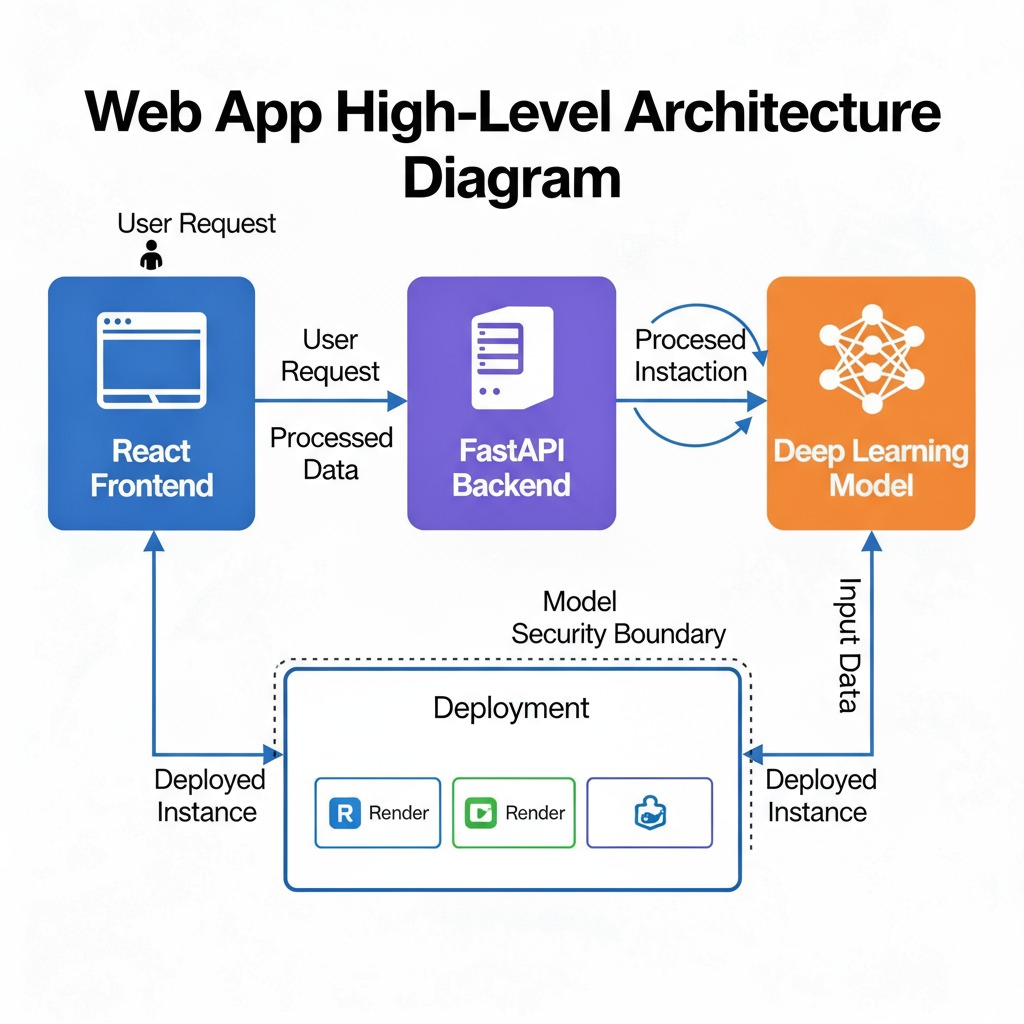 Web App High-Level Architecture
Diagram
User Request
User
Request
Processed
Data
Procesed
Instaction
React
Frontend
FastAPI
Backend
Deep Learning
Model
Model
Security Boundary
Input Data
Deployment
Deployed
Instance
R Render
Render
Deployed
Instance